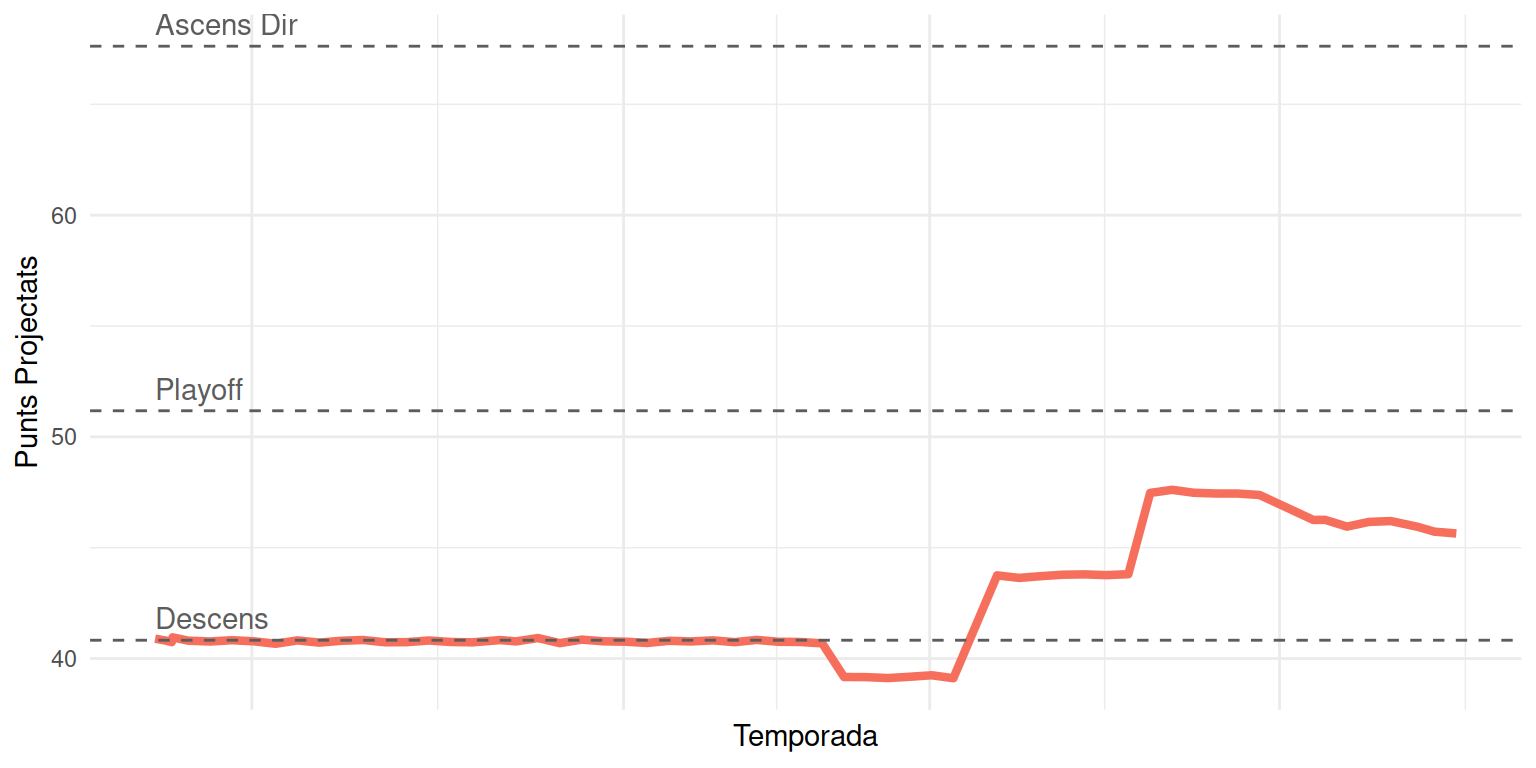 Ascens Dir
60
Playoff
50
Descens
40
Punts Projectats
Temporada